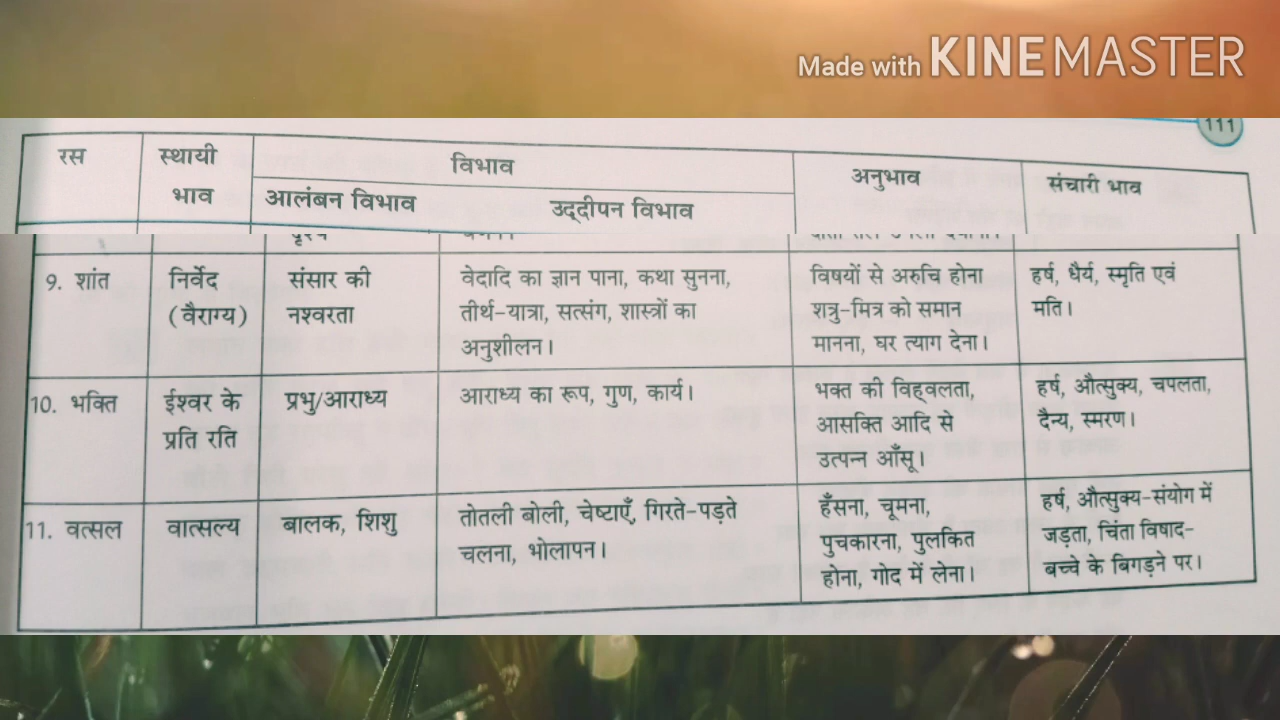 Made with KINEMASTER
111
रस स्थायी भाव विभाव अनुभाव संचारी भाव
आलंबन विभाव उद्दीपन विभाव
9. शांत निर्वेद संसार की वेदादि का ज्ञान पाना, कथा सुनना, विषयों से अरुचि होना हर्ष, धैर्य, स्मृति एवं
(वैराग्य) नश्वरता तीर्थ-यात्रा, सत्संग, शास्त्रों का शत्रु-मित्र को समान मति।
अनुशीलन। मानना, घर त्याग देना।
10. भक्ति ईश्वर के प्रभु/आराध्य आराध्य का रूप, गुण, कार्य। भक्त की विह्वलता, हर्ष, औत्सुक्य, चपलता,
प्रति रति आसक्ति आदि से दैन्य, स्मरण।
उत्पन्न आँसू।
11. वत्सल वात्सल्य बालक, शिशु तोतली बोली, चेष्टाएँ, गिरते-पड़ते हँसना, चूमना, हर्ष, औत्सुक्य-संयोग में
चलना, भोलापन। पुचकारना, पुलकित जड़ता, चिंता विषाद-
होना, गोद में लेना। बच्चे के बिगड़ने पर।